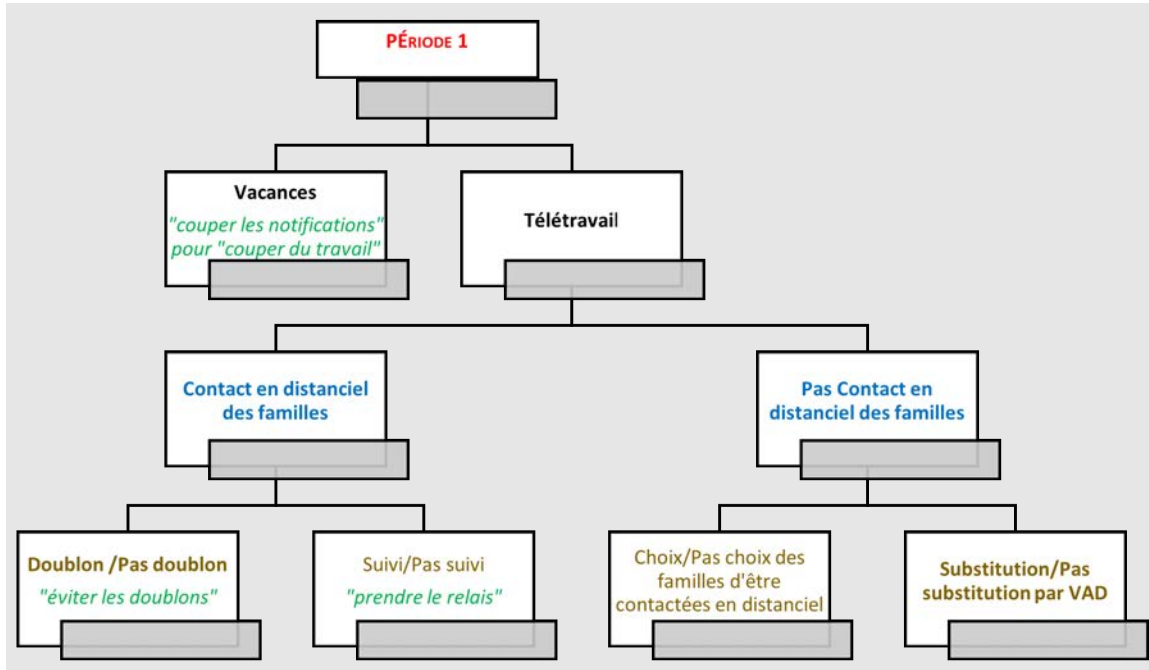 PÉRIODE 1
Vacances
"couper les notifications"
pour "couper du travail"
Télétravail
Contact en distanciel
des familles
Pas Contact en
distanciel des familles
Doublon /Pas doublon
"éviter les doublons"
Suivi/Pas suivi
"prendre le relais"
Choix/Pas choix des
familles d'être
contactées en distanciel
Substitution/Pas
substitution par VAD